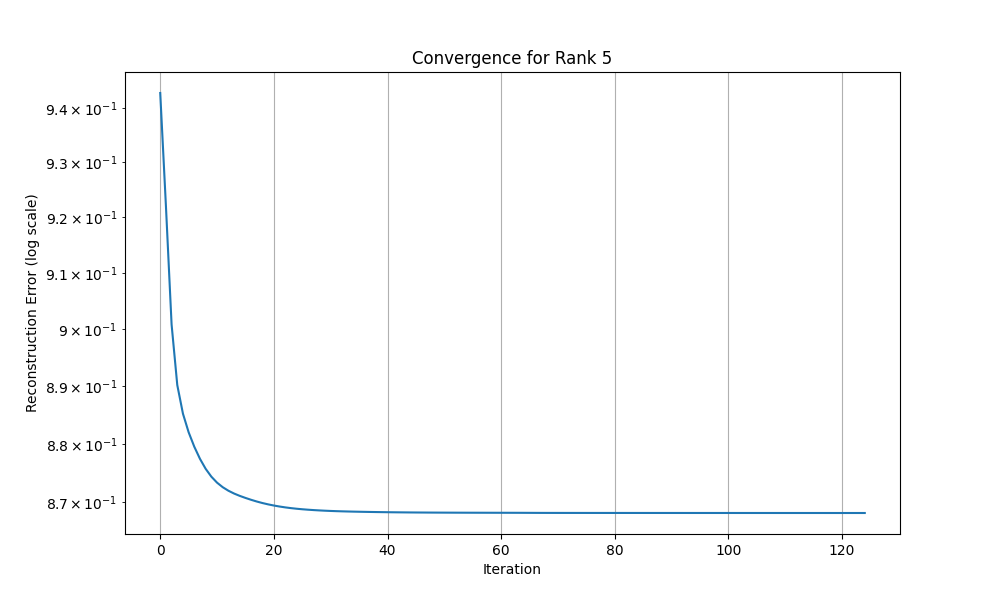 Convergence for Rank 5
Reconstruction Error (log scale)
9.4 × 10⁻¹
9.3 × 10⁻¹
9.2 × 10⁻¹
9.1 × 10⁻¹
9 × 10⁻¹
8.9 × 10⁻¹
8.8 × 10⁻¹
8.7 × 10⁻¹
0 20 40 60 80 100 120
Iteration